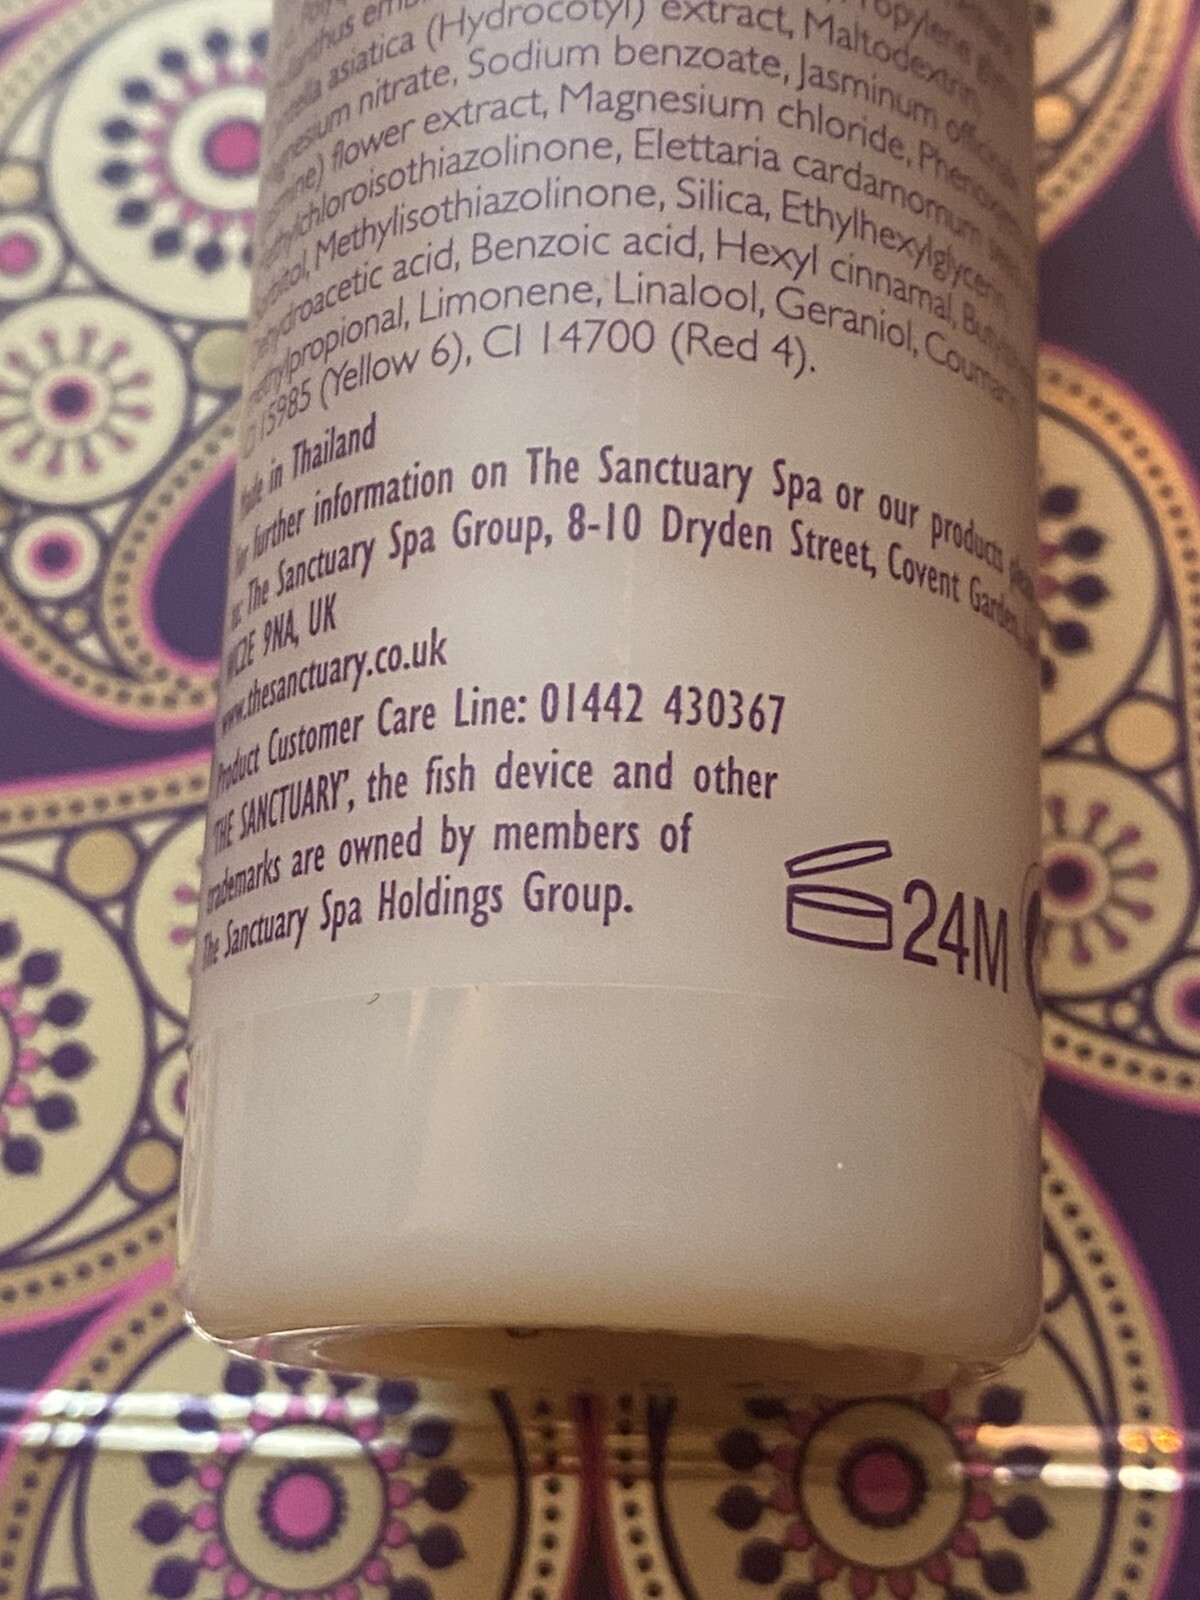 asiatica (Hydrocotyl) extract, Maltodextrin,
nitrate, Sodium benzoate, Jasminum
flower extract, Magnesium chloride,
Elettaria cardamomum
Methylisothiazolinone, Silica, Ethylhexylglycerin,
acid, Benzoic acid, Hexyl cinnamal,
Limonene, Linalool, Geraniol,
15985 (Yellow 6), CI 14700 (Red 4).
in Thailand
further information on The Sanctuary Spa or our products
The Sanctuary Spa Group, 8-10 Dryden Street, Covent Garden,
WC2E 9NA, UK
www.thesanctuary.co.uk
Product Customer Care Line: 01442 430367
'THE SANCTUARY', the fish device and other
trademarks are owned by members of
The Sanctuary Spa Holdings Group.
24M